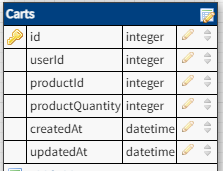 Carts
id integer
userId integer
productId integer
productQuantity integer
createdAt datetime
updatedAt datetime